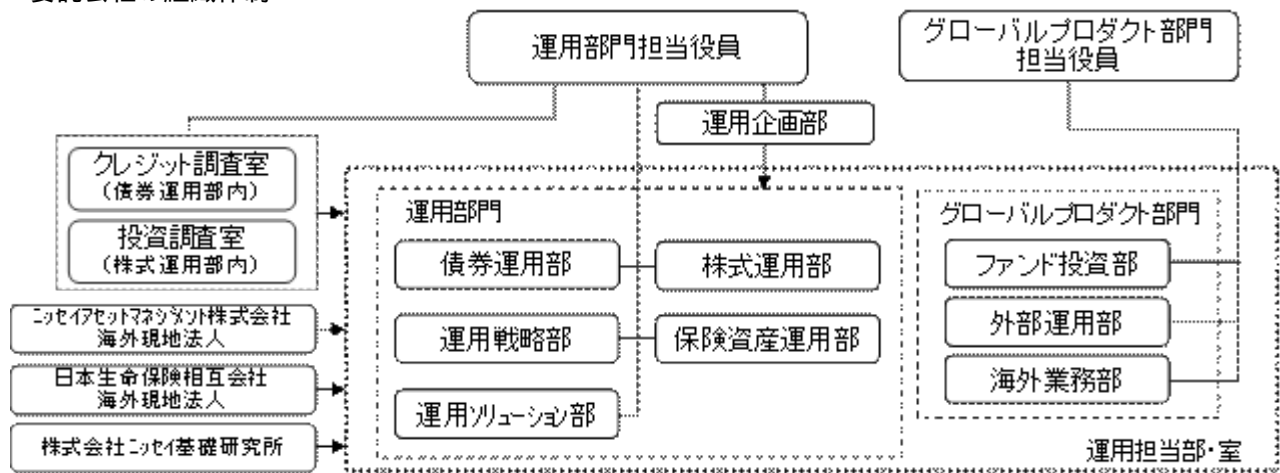 運用部門担当役員
グローバルプロダクト部門
担当役員
運用企画部
クレジット調査室
（債券運用部内）
投資調査室
（株式運用部内）
運用部門
債券運用部
株式運用部
運用戦略部
保険資産運用部
運用ソリューション部
グローバルプロダクト部門
ファンド投資部
外部運用部
海外業務部
ニッセイアセットマネジメント株式会社
海外現地法人
日本生命保険相互会社
海外現地法人
株式会社ニッセイ基礎研究所
運用担当部・室